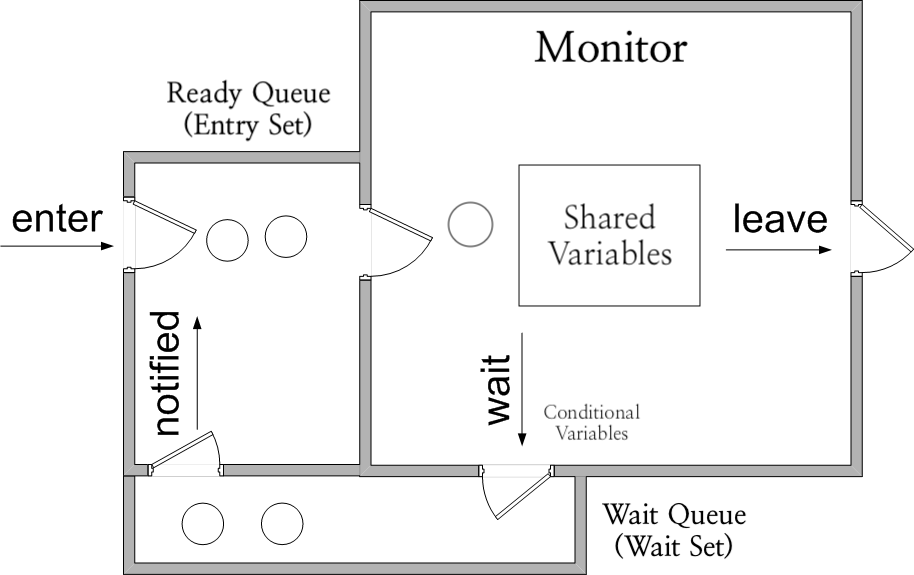 Monitor
Ready Queue
(Entry Set)
enter
Shared
Variables
leave
notified
wait
Conditional
Variables
Wait Queue
(Wait Set)